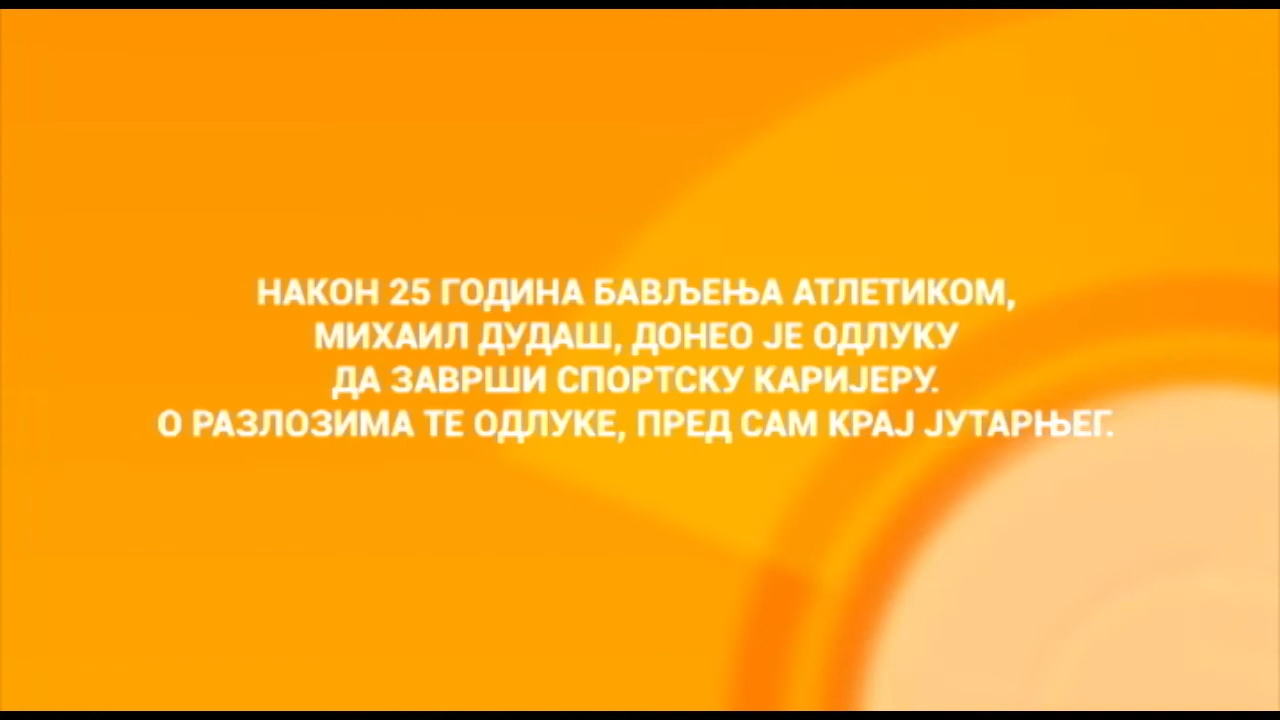 НАКОН 25 ГОДИНА БАВЉЕЊА АТЛЕТИКОМ,
МИХАИЛ ДУДАШ, ДОНЕО ЈЕ ОДЛУКУ
ДА ЗАВРШИ СПОРТСКУ КАРИЈЕРУ.
О РАЗЛОЗИМА ТЕ ОДЛУКЕ, ПРЕД САМ КРАЈ ЈУТАРЊЕГ.